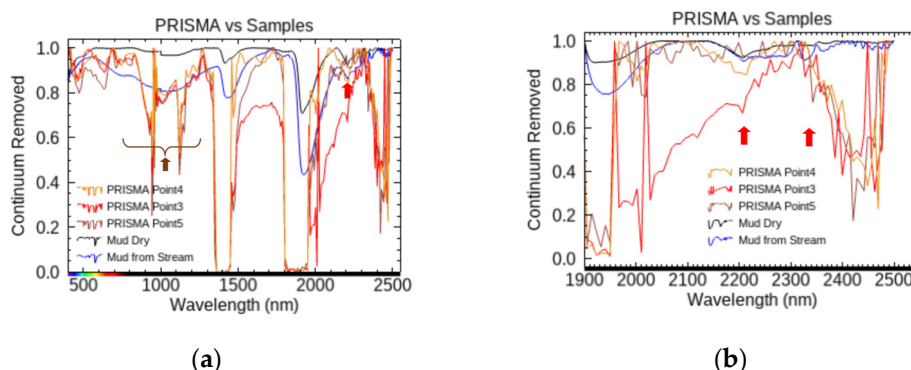 PRISMA vs Samples
Continuum Removed
1.0
0.8
0.6
0.4
0.2
0.0
PRISMA Point4
PRISMA Point3
PRISMA Point5
Mud Dry
Mud from Stream
500 1000 1500 2000 2500
Wavelength (nm)
(a)
PRISMA vs Samples
Continuum Removed
1.0
0.8
0.6
0.4
0.2
0.0
PRISMA Point4
PRISMA Point3
PRISMA Point5
Mud Dry
Mud from Stream
1900 2000 2100 2200 2300 2400 2500
Wavelength (nm)
(b)